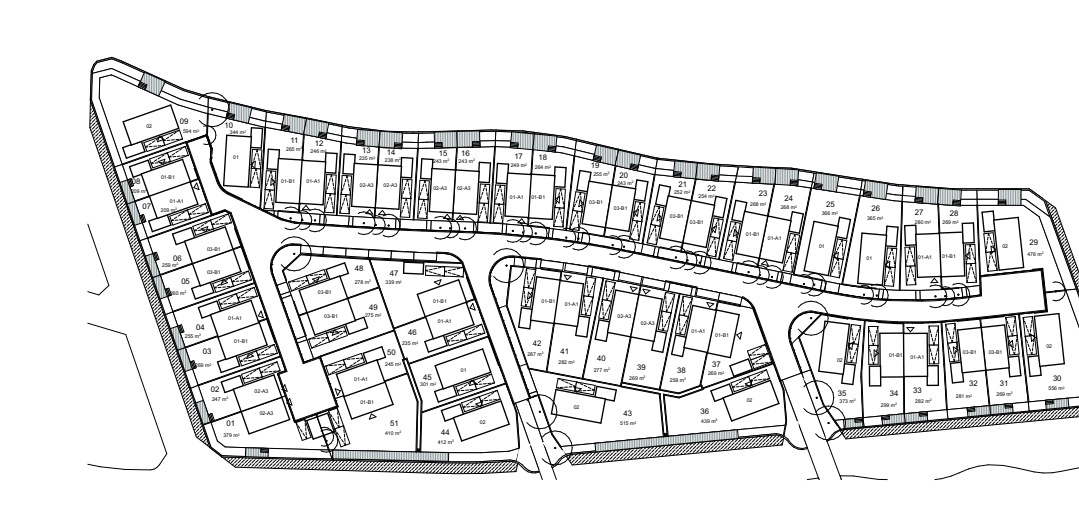 02
09
594 m²
10
344 m²
01
11
265 m²
12
246 m²
01-B1
01-A1
13
235 m²
14
238 m²
02-A3
02-A3
15
243 m²
16
243 m²
02-A3
02-A3
17
249 m²
18
264 m²
01-A1
01-B1
19
255 m²
20
243 m²
03-B1
03-B1
21
252 m²
22
254 m²
03-B1
03-B1
23
268 m²
24
268 m²
01-B1
01-A1
25
366 m²
01
26
365 m²
01
27
260 m²
28
269 m²
01-A1
01-B1
29
476 m²
02
08
01-B1
07
01-A1
06
259 m²
03-B1
05
03-B1
04
255 m²
01-A1
03
01-B1
02
247 m²
02-A3
01
379 m²
02-A3
48
278 m²
03-B1
47
339 m²
01-B1
49
275 m²
03-B1
46
235 m²
01-A1
50
245 m²
01-A1
45
301 m²
01
51
410 m²
01-B1
44
412 m²
02
42
287 m²
01-B1
41
282 m²
01-A1
40
277 m²
02-A3
39
269 m²
02-A3
38
258 m²
01-A1
37
289 m²
01-B1
43
515 m²
02
36
439 m²
02
35
373 m²
02
34
299 m²
01-B1
33
282 m²
01-A1
32
281 m²
03-B1
31
269 m²
03-B1
30
556 m²
02